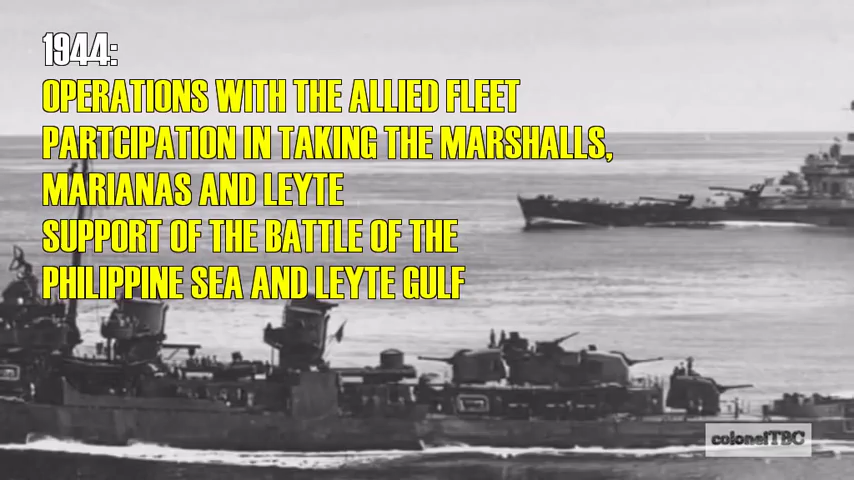 1944:
OPERATIONS WITH THE ALLIED FLEET
PARTCIPATION IN TAKING THE MARSHALLS,
MARIANAS AND LEYTE
SUPPORT OF THE BATTLE OF THE
PHILIPPINE SEA AND LEYTE GULF
colonelTBC